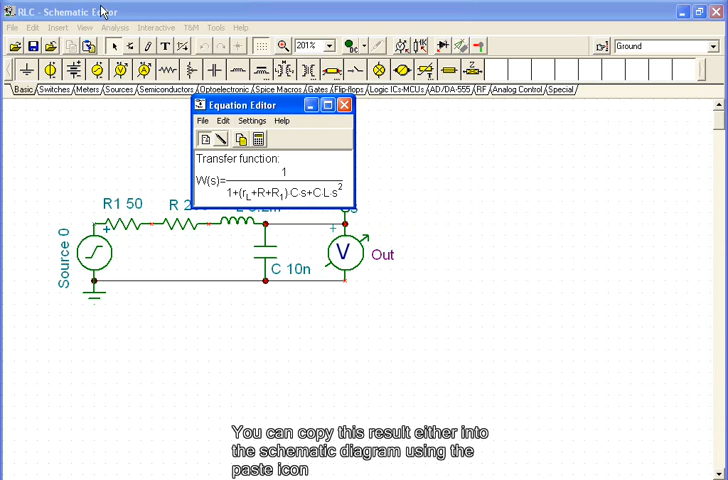 RLC - Schematic Editor
File Edit Insert View Analysis Interactive T&M Tools Help
201%
Ground
Basic Switches Meters Sources Semiconductors Optoelectronic Spice Macros Gates Flip-flops Logic ICs-MCUs AD/DA-555 RF Analog Control Special
Equation Editor
File Edit Settings Help
Transfer function:
W(s)=1/(1+(rL+R+R1)·C·s+C·L·s²)
R1 50
Source 0
C 10n
V
Out
You can copy this result either into
the schematic diagram using the
paste icon